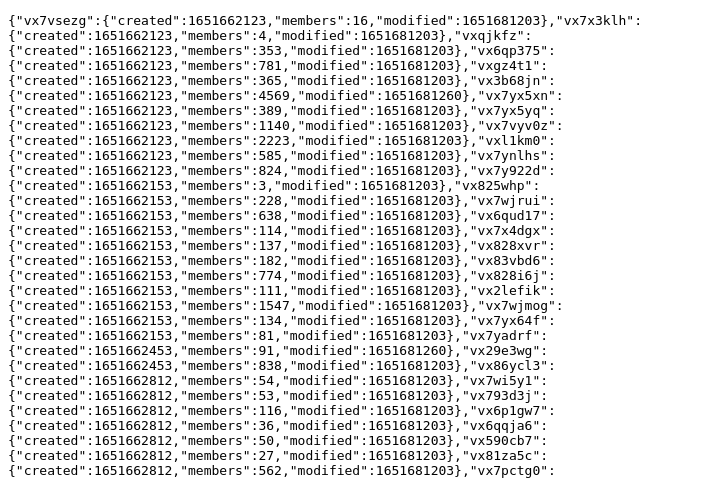 {"vx7vsezg":{"created":1651662123,"members":16,"modified":1651681203},"vx7x3klh":
{"created":1651662123,"members":4,"modified":1651681203},"vxqjkfz":
{"created":1651662123,"members":353,"modified":1651681203},"vx6qp375":
{"created":1651662123,"members":781,"modified":1651681203},"vxgz4t1":
{"created":1651662123,"members":365,"modified":1651681203},"vx3b68jn":
{"created":1651662123,"members":4569,"modified":1651681260},"vx7yx5xn":
{"created":1651662123,"members":389,"modified":1651681203},"vx7yx5yq":
{"created":1651662123,"members":1140,"modified":1651681203},"vx7vyv0z":
{"created":1651662123,"members":2223,"modified":1651681203},"vxl1km0":
{"created":1651662123,"members":585,"modified":1651681203},"vx7ynlhs":
{"created":1651662123,"members":824,"modified":1651681203},"vx7y922d":
{"created":1651662153,"members":3,"modified":1651681203},"vx825whp":
{"created":1651662153,"members":228,"modified":1651681203},"vx7wjrui":
{"created":1651662153,"members":638,"modified":1651681203},"vx6qud17":
{"created":1651662153,"members":114,"modified":1651681203},"vx7x4dgx":
{"created":1651662153,"members":137,"modified":1651681203},"vx828xvr":
{"created":1651662153,"members":182,"modified":1651681203},"vx83vbd6":
{"created":1651662153,"members":774,"modified":1651681203},"vx828i6j":
{"created":1651662153,"members":111,"modified":1651681203},"vx2lefik":
{"created":1651662153,"members":1547,"modified":1651681203},"vx7wjmog":
{"created":1651662153,"members":134,"modified":1651681203},"vx7yx64f":
{"created":1651662153,"members":81,"modified":1651681203},"vx7yadrf":
{"created":1651662453,"members":91,"modified":1651681260},"vx29e3wg":
{"created":1651662453,"members":838,"modified":1651681203},"vx86ycl3":
{"created":1651662812,"members":54,"modified":1651681203},"vx7wi5y1":
{"created":1651662812,"members":53,"modified":1651681203},"vx793d3j":
{"created":1651662812,"members":116,"modified":1651681203},"vx6p1gw7":
{"created":1651662812,"members":36,"modified":1651681203},"vx6qqja6":
{"created":1651662812,"members":50,"modified":1651681203},"vx590cb7":
{"created":1651662812,"members":27,"modified":1651681203},"vx81za5c":
{"created":1651662812,"members":562,"modified":1651681203},"vx7pctg0":